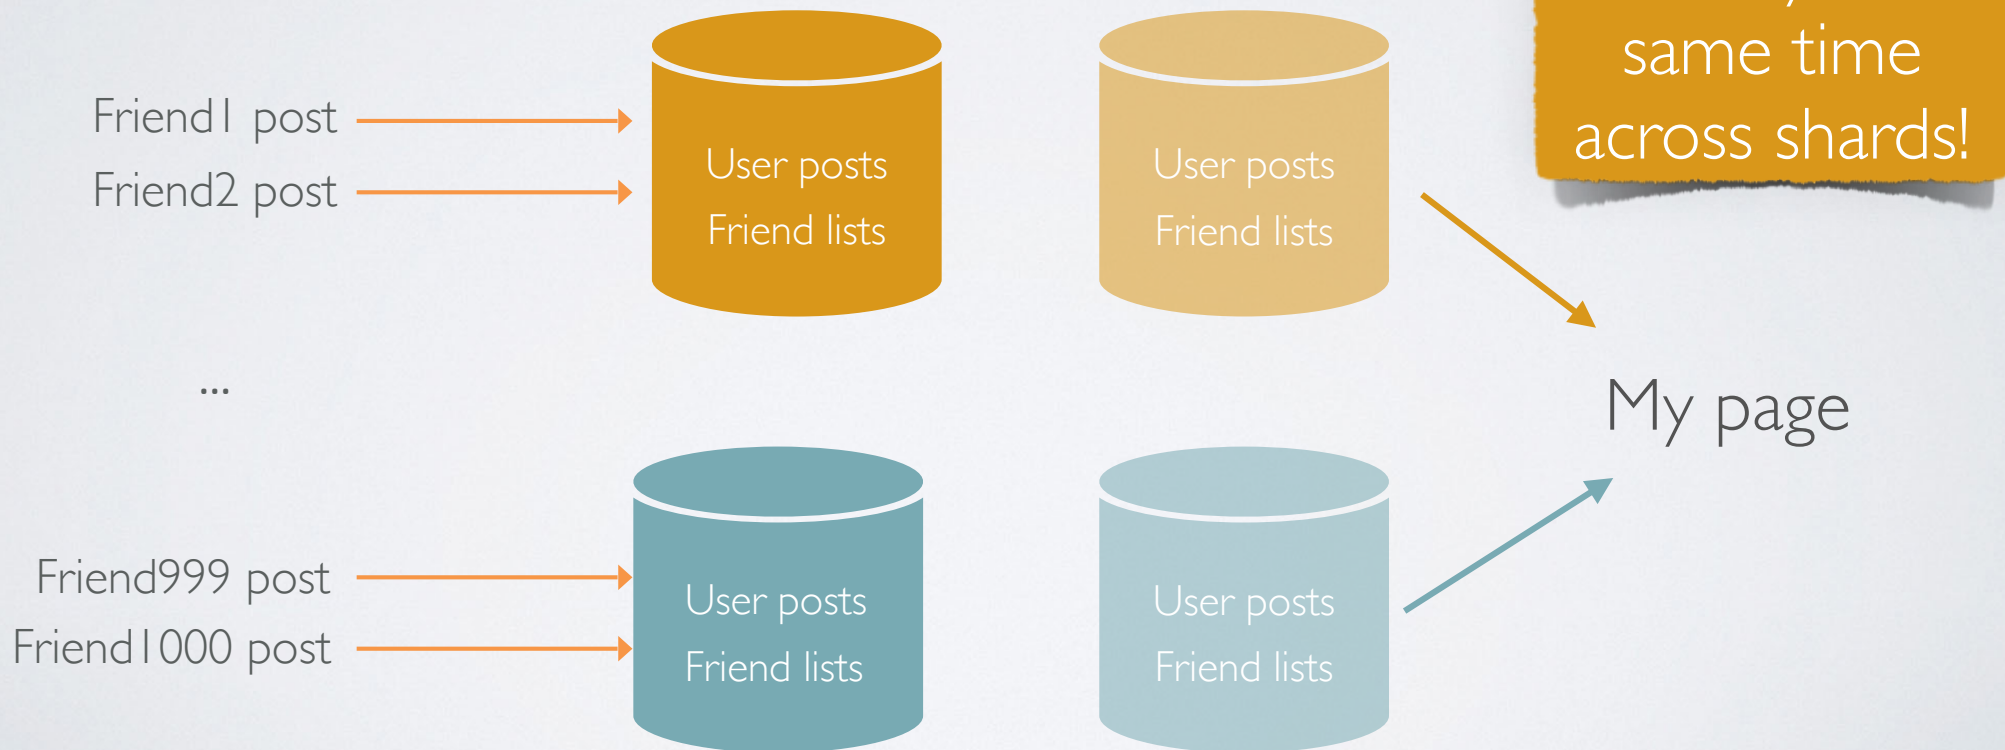 same time
across shards!
Friend1 post
Friend2 post
User posts
Friend lists
User posts
Friend lists
...
My page
Friend999 post
Friend1000 post
User posts
Friend lists
User posts
Friend lists